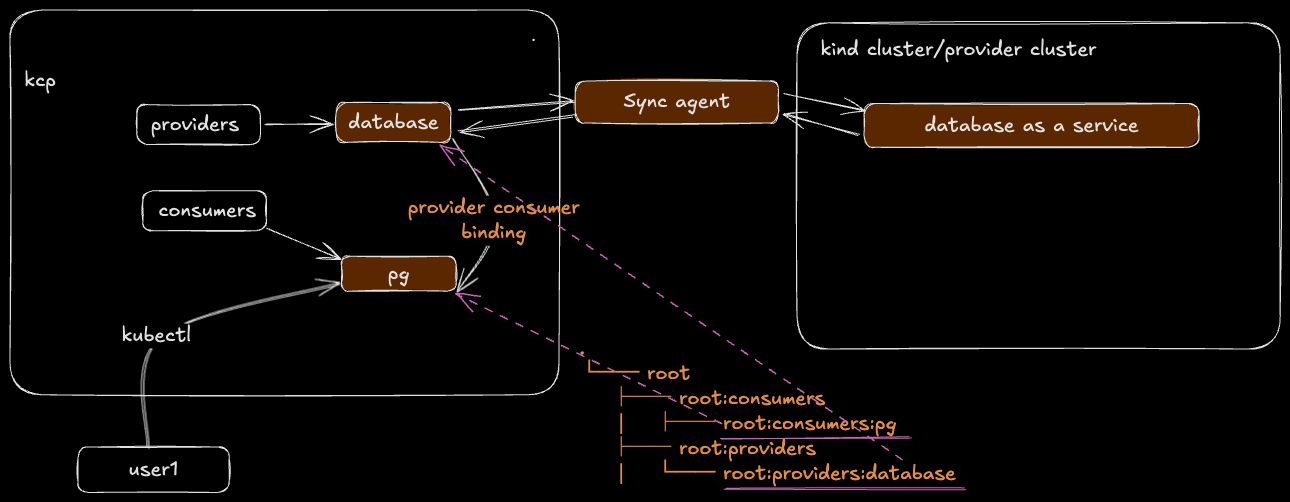 kcp
kind cluster/provider cluster
providers
database
Sync agent
database as a service
consumers
provider consumer
binding
pg
kubectl
user1
.
root
root:consumers
root:consumers:pg
root:providers
root:providers:database